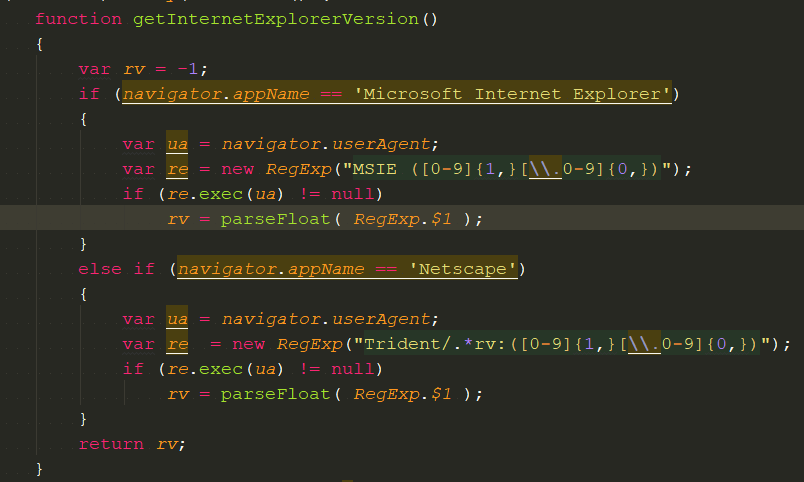 function getInternetExplorerVersion()
{
var rv = -1;
if (navigator.appName == 'Microsoft Internet Explorer')
{
var ua = navigator.userAgent;
var re = new RegExp("MSIE ([0-9]{1,}[\\.0-9]{0,})");
if (re.exec(ua) != null)
rv = parseFloat( RegExp.$1 );
}
else if (navigator.appName == 'Netscape')
{
var ua = navigator.userAgent;
var re  = new RegExp("Trident/.*rv:([0-9]{1,}[\\.0-9]{0,})");
if (re.exec(ua) != null)
rv = parseFloat( RegExp.$1 );
}
return rv;
}